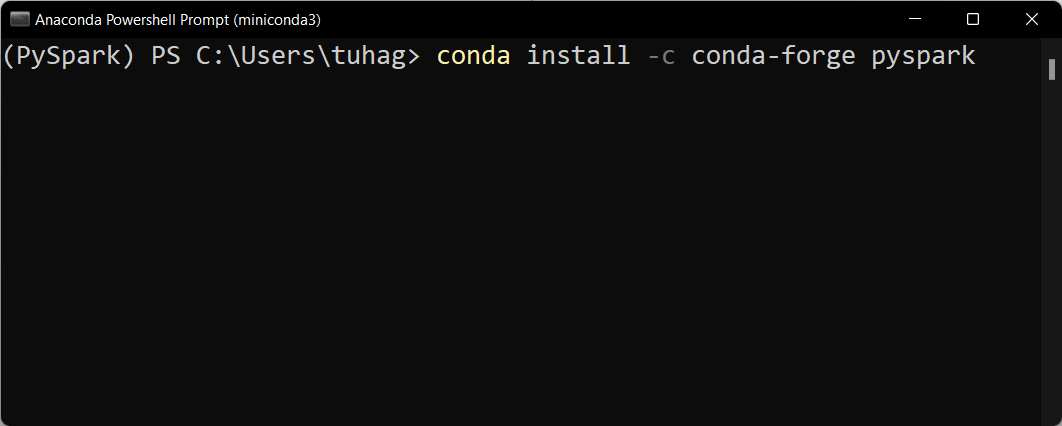 Anaconda Powershell Prompt (miniconda3)
(PySpark) PS C:\Users\tuhag> conda install -c conda-forge pyspark